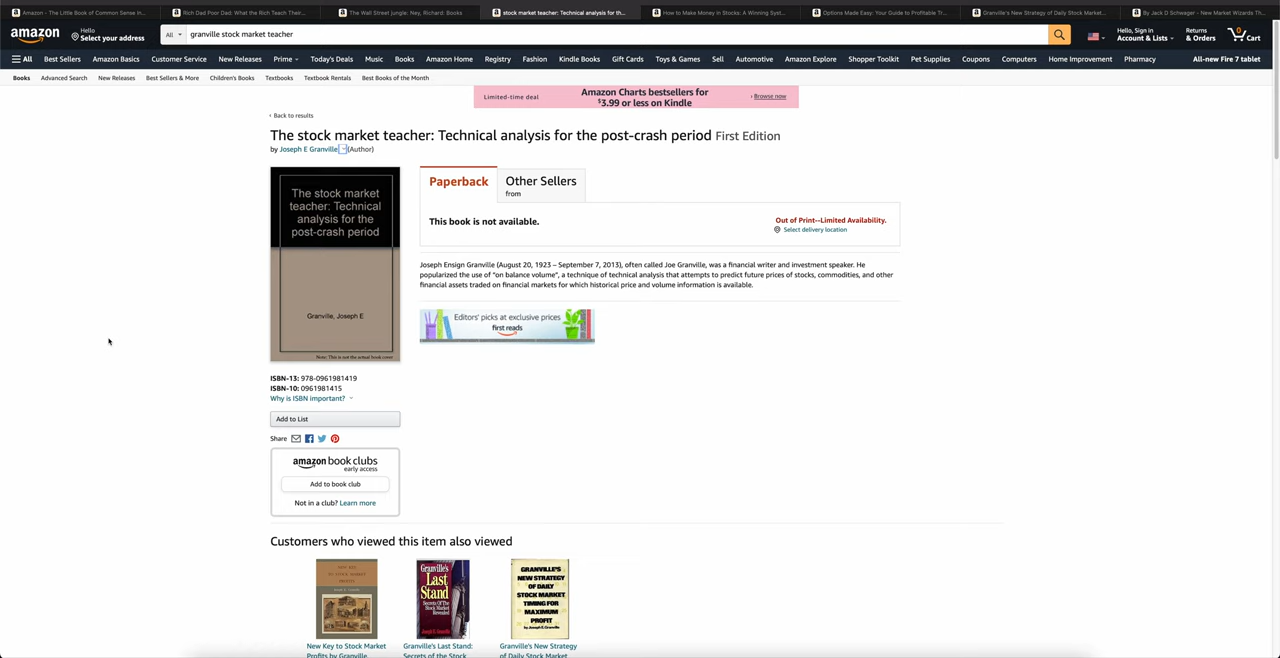 Amazon - The Little Book of Common Sense in...
Rich Dad Poor Dad: What the Rich Teach Their...
The Wall Street Jungle: Ney, Richard: Books
stock market teacher: Technical analysis for th...
How to Make Money in Stocks: A Winning Syst...
Options Made Easy: Your Guide to Profitable Tr...
Granville's New Strategy of Daily Stock Market...
By Jack D Schwager - New Market Wizards Th...
amazon
Hello
Select your address
All
granville stock market teacher
Hello, Sign in
Account & Lists
Returns
& Orders
0
Cart
All
Best Sellers
Amazon Basics
Customer Service
New Releases
Prime
Today's Deals
Music
Books
Amazon Home
Registry
Fashion
Kindle Books
Gift Cards
Toys & Games
Sell
Automotive
Amazon Explore
Shopper Toolkit
Pet Supplies
Coupons
Computers
Home Improvement
Pharmacy
All-new Fire 7 tablet
Books
Advanced Search
New Releases
Best Sellers & More
Children's Books
Textbooks
Textbook Rentals
Best Books of the Month
Limited-time deal
Amazon Charts bestsellers for
$3.99 or less on Kindle
› Browse now
‹ Back to results
The stock market teacher: Technical analysis for the post-crash period First Edition
by Joseph E Granville (Author)
The stock market
teacher: Technical
analysis for the
post-crash period
Granville, Joseph E
Note: This is not the actual book cover
Paperback
Other Sellers
from
This book is not available.
Out of Print--Limited Availability.
Select delivery location
Joseph Ensign Granville (August 20, 1923 – September 7, 2013), often called Joe Granville, was a financial writer and investment speaker. He
popularized the use of "on balance volume", a technique of technical analysis that attempts to predict future prices of stocks, commodities, and other
financial assets traded on financial markets for which historical price and volume information is available.
Editors' picks at exclusive prices
first reads
ISBN-13: 978-0961981419
ISBN-10: 0961981415
Why is ISBN important?
Add to List
Share
amazon book clubs
early access
Add to book club
Not in a club? Learn more
Customers who viewed this item also viewed
NEW KEY
TO STOCK MARKET
PROFITS
Granville's
Last
Stand
Secrets Of The
Stock Market
Revealed
GRANVILLE'S
NEW STRATEGY
OF DAILY
STOCK MARKET
TIMING FOR
MAXIMUM
PROFIT
by Joseph E. Granville
New Key to Stock Market
Profits by Granville
Granville's Last Stand:
Secrets of the Stock
Granville's New Strategy
of Daily Stock Market